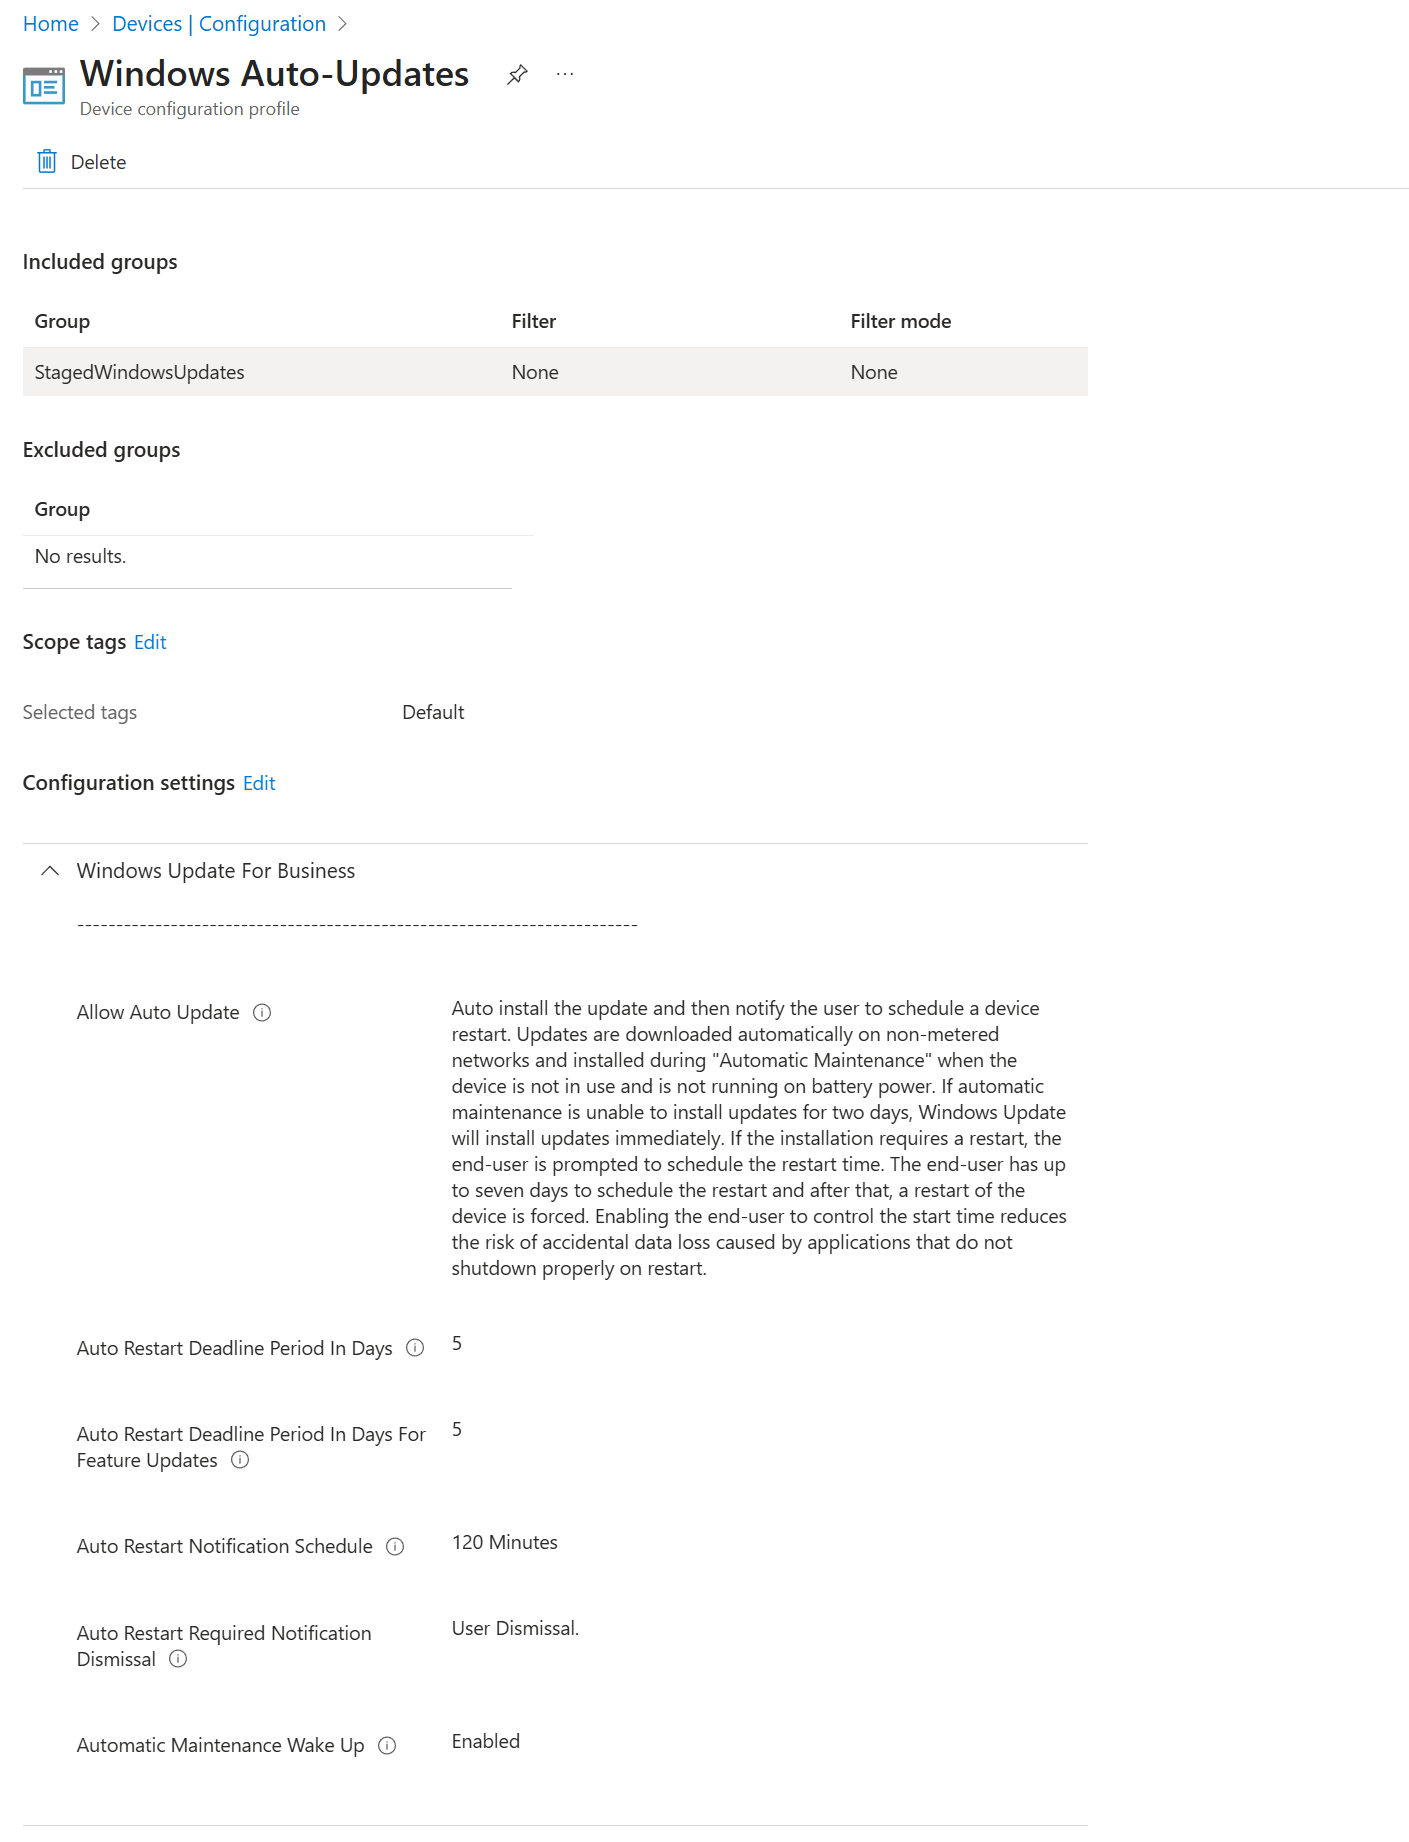 Home > Devices | Configuration >
Windows Auto-Updates ...
Device configuration profile
Delete
Included groups
Group Filter Filter mode
StagedWindowsUpdates None None
Excluded groups
Group
No results.
Scope tags Edit
Selected tags Default
Configuration settings Edit
Windows Update For Business
------------------------------------------------------------------------
Allow Auto Update
Auto install the update and then notify the user to schedule a device
restart. Updates are downloaded automatically on non-metered
networks and installed during "Automatic Maintenance" when the
device is not in use and is not running on battery power. If automatic
maintenance is unable to install updates for two days, Windows Update
will install updates immediately. If the installation requires a restart, the
end-user is prompted to schedule the restart time. The end-user has up
to seven days to schedule the restart and after that, a restart of the
device is forced. Enabling the end-user to control the start time reduces
the risk of accidental data loss caused by applications that do not
shutdown properly on restart.
Auto Restart Deadline Period In Days 5
Auto Restart Deadline Period In Days For
Feature Updates
5
Auto Restart Notification Schedule 120 Minutes
Auto Restart Required Notification
Dismissal
User Dismissal.
Automatic Maintenance Wake Up Enabled